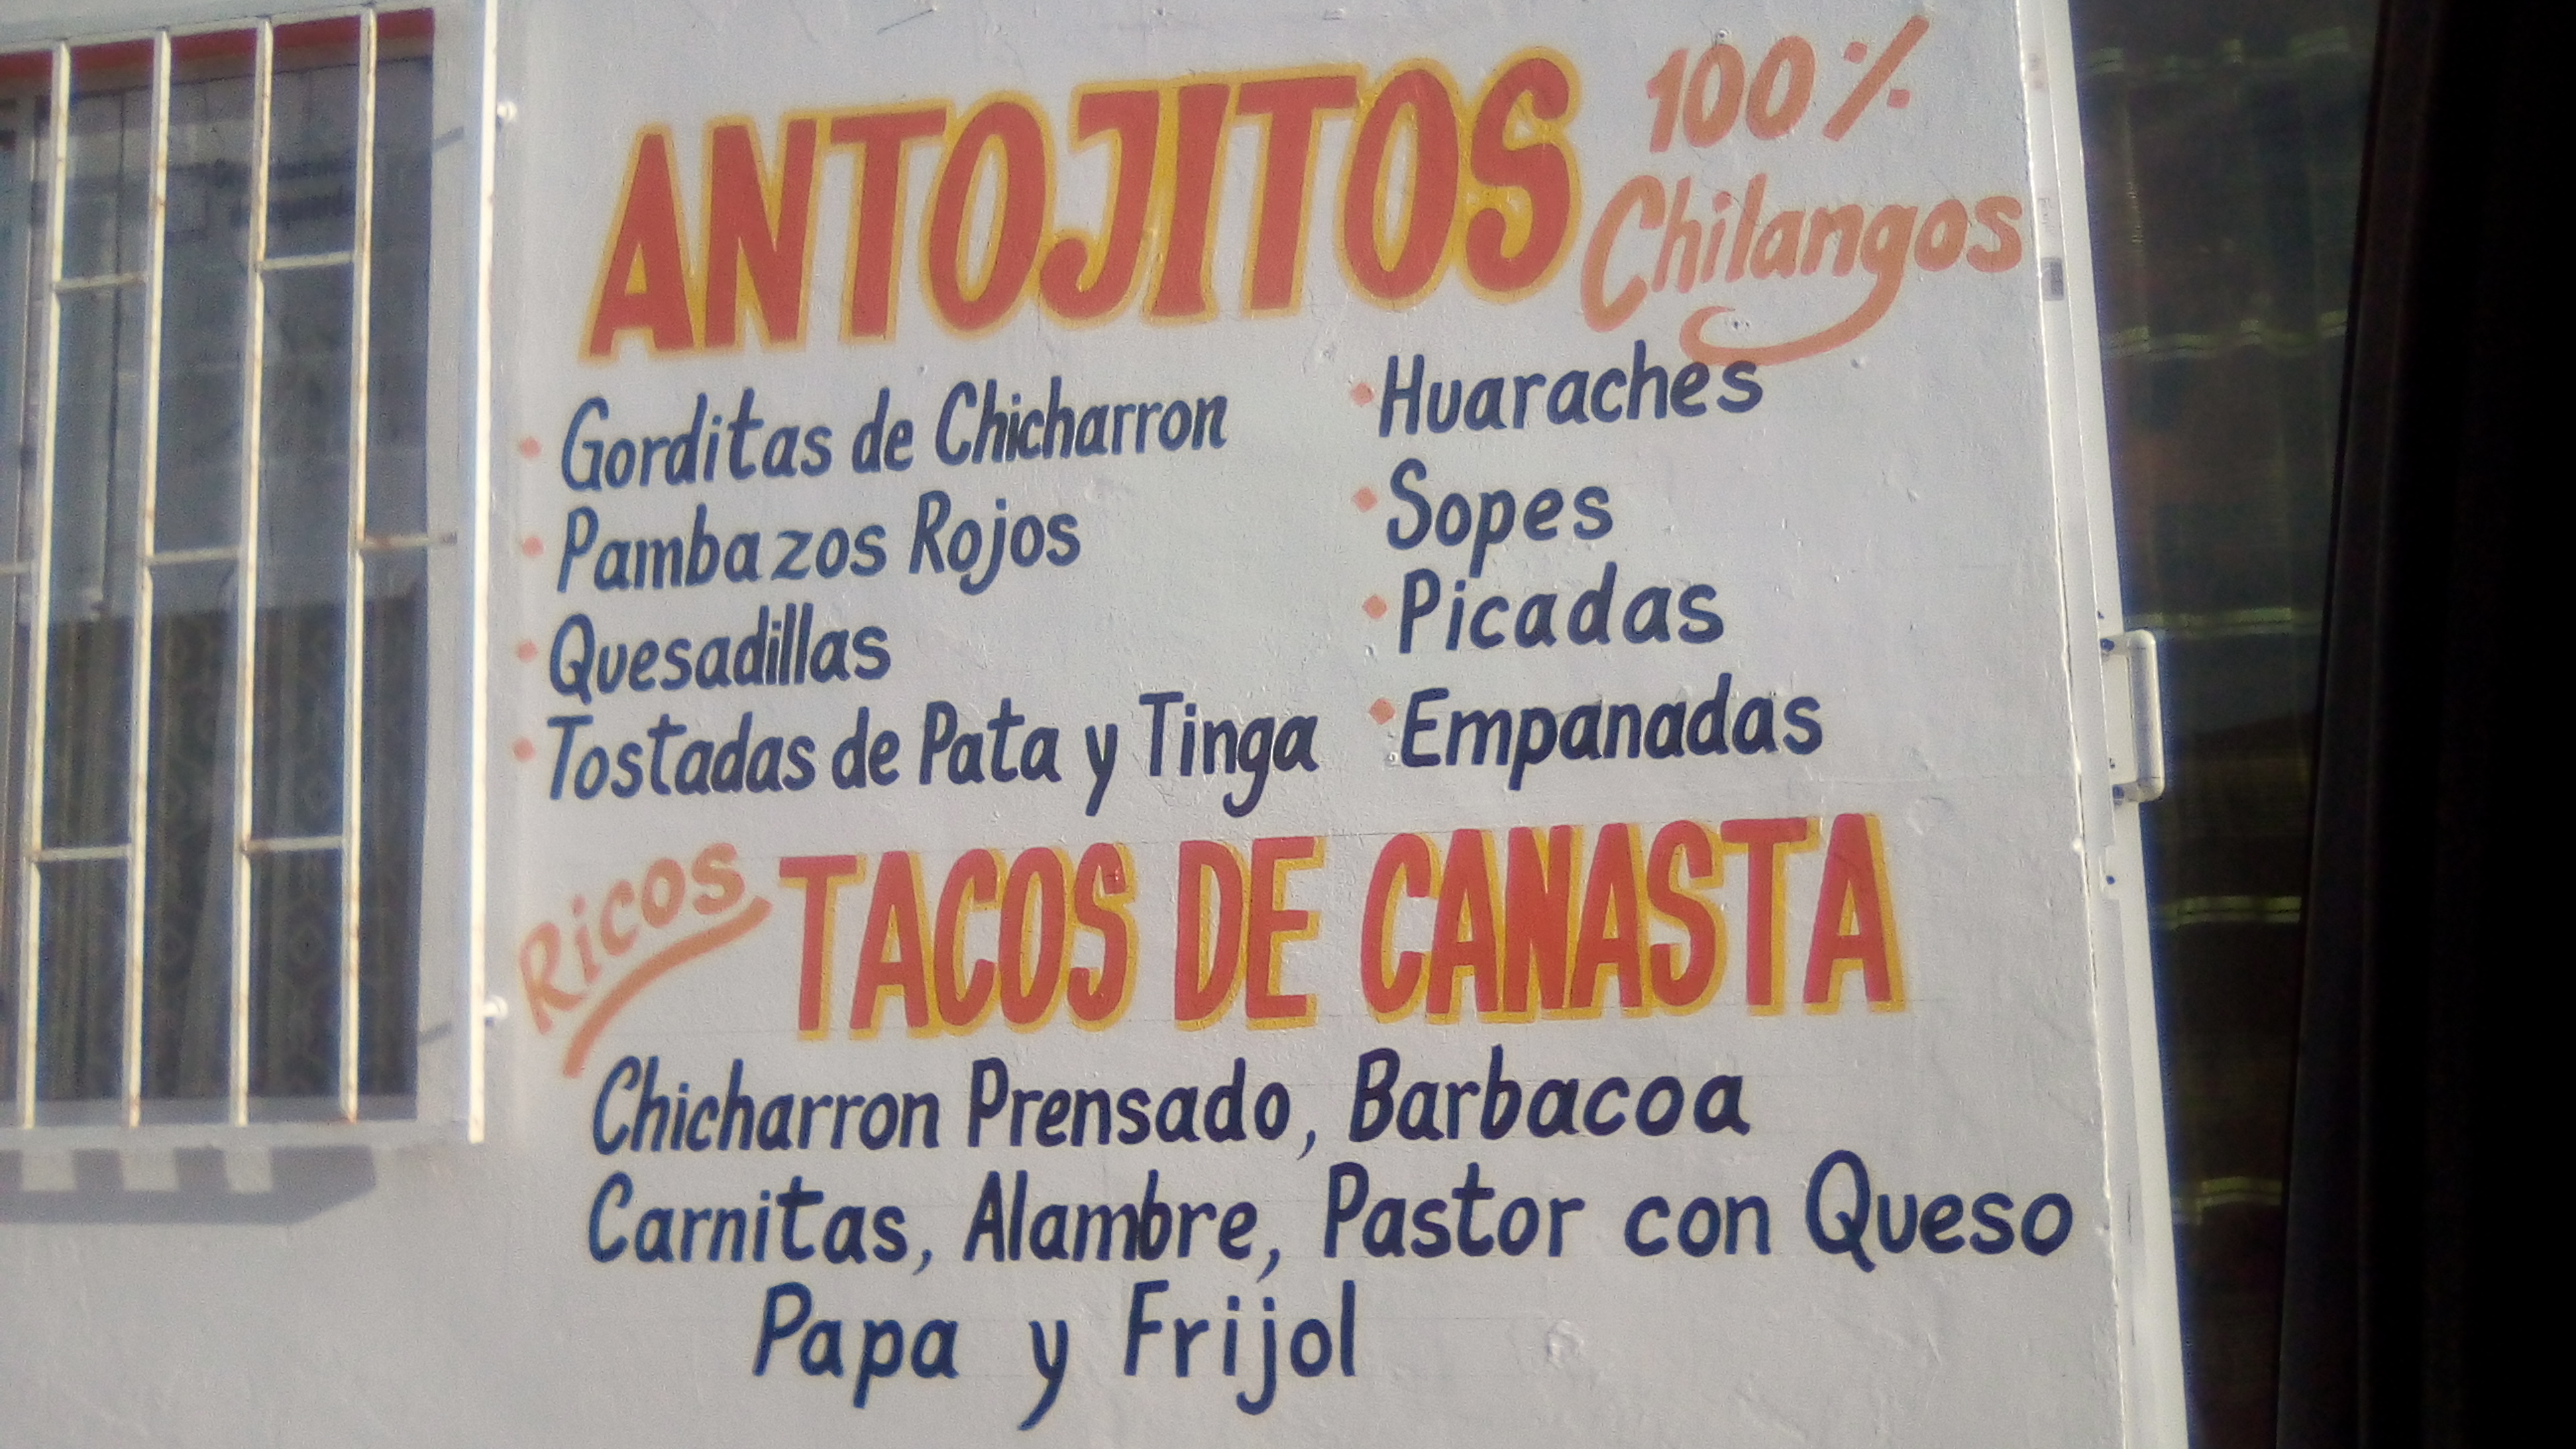 ANTOJITOS 100%
Chilangos
• Gorditas de Chicharron
• Pambazos Rojos
• Quesadillas
• Tostadas de Pata y Tinga
• Huaraches
• Sopes
• Picadas
• Empanadas
Ricos TACOS DE CANASTA
Chicharron Prensado, Barbacoa
Carnitas, Alambre, Pastor con Queso
Papa y Frijol